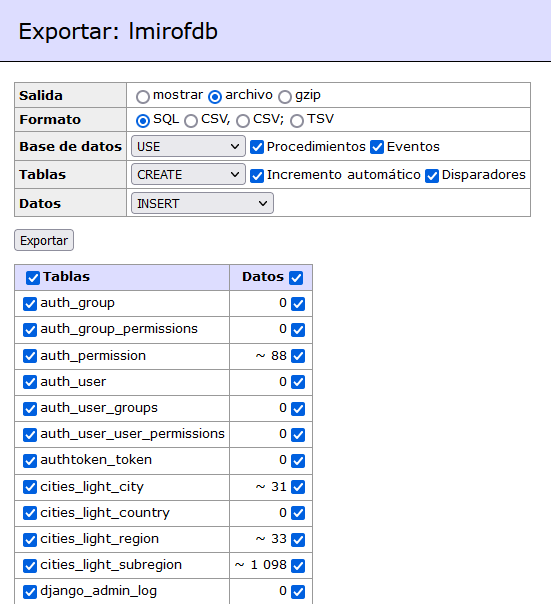 Exportar: lmirofdb
Salida mostrar archivo gzip
Formato SQL CSV, CSV; TSV
Base de datos USE Procedimientos Eventos
Tablas CREATE Incremento automático Disparadores
Datos INSERT
Exportar
Tablas Datos
auth_group 0
auth_group_permissions 0
auth_permission ~ 88
auth_user 0
auth_user_groups 0
auth_user_user_permissions 0
authtoken_token 0
cities_light_city ~ 31
cities_light_country 0
cities_light_region ~ 33
cities_light_subregion ~ 1 098
django_admin_log 0